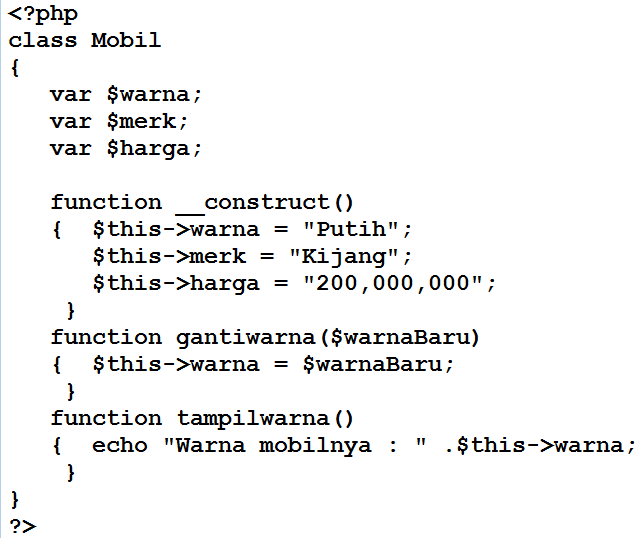 <?php
class Mobil
{
   var $warna;
   var $merk;
   var $harga;

   function __construct()
   {  $this->warna = "Putih";
      $this->merk = "Kijang";
      $this->harga = "200,000,000";
    }
   function gantiwarna($warnaBaru)
   {  $this->warna = $warnaBaru;
    }
   function tampilwarna()
   {  echo "Warna mobilnya : " .$this->warna;
    }
}
?>